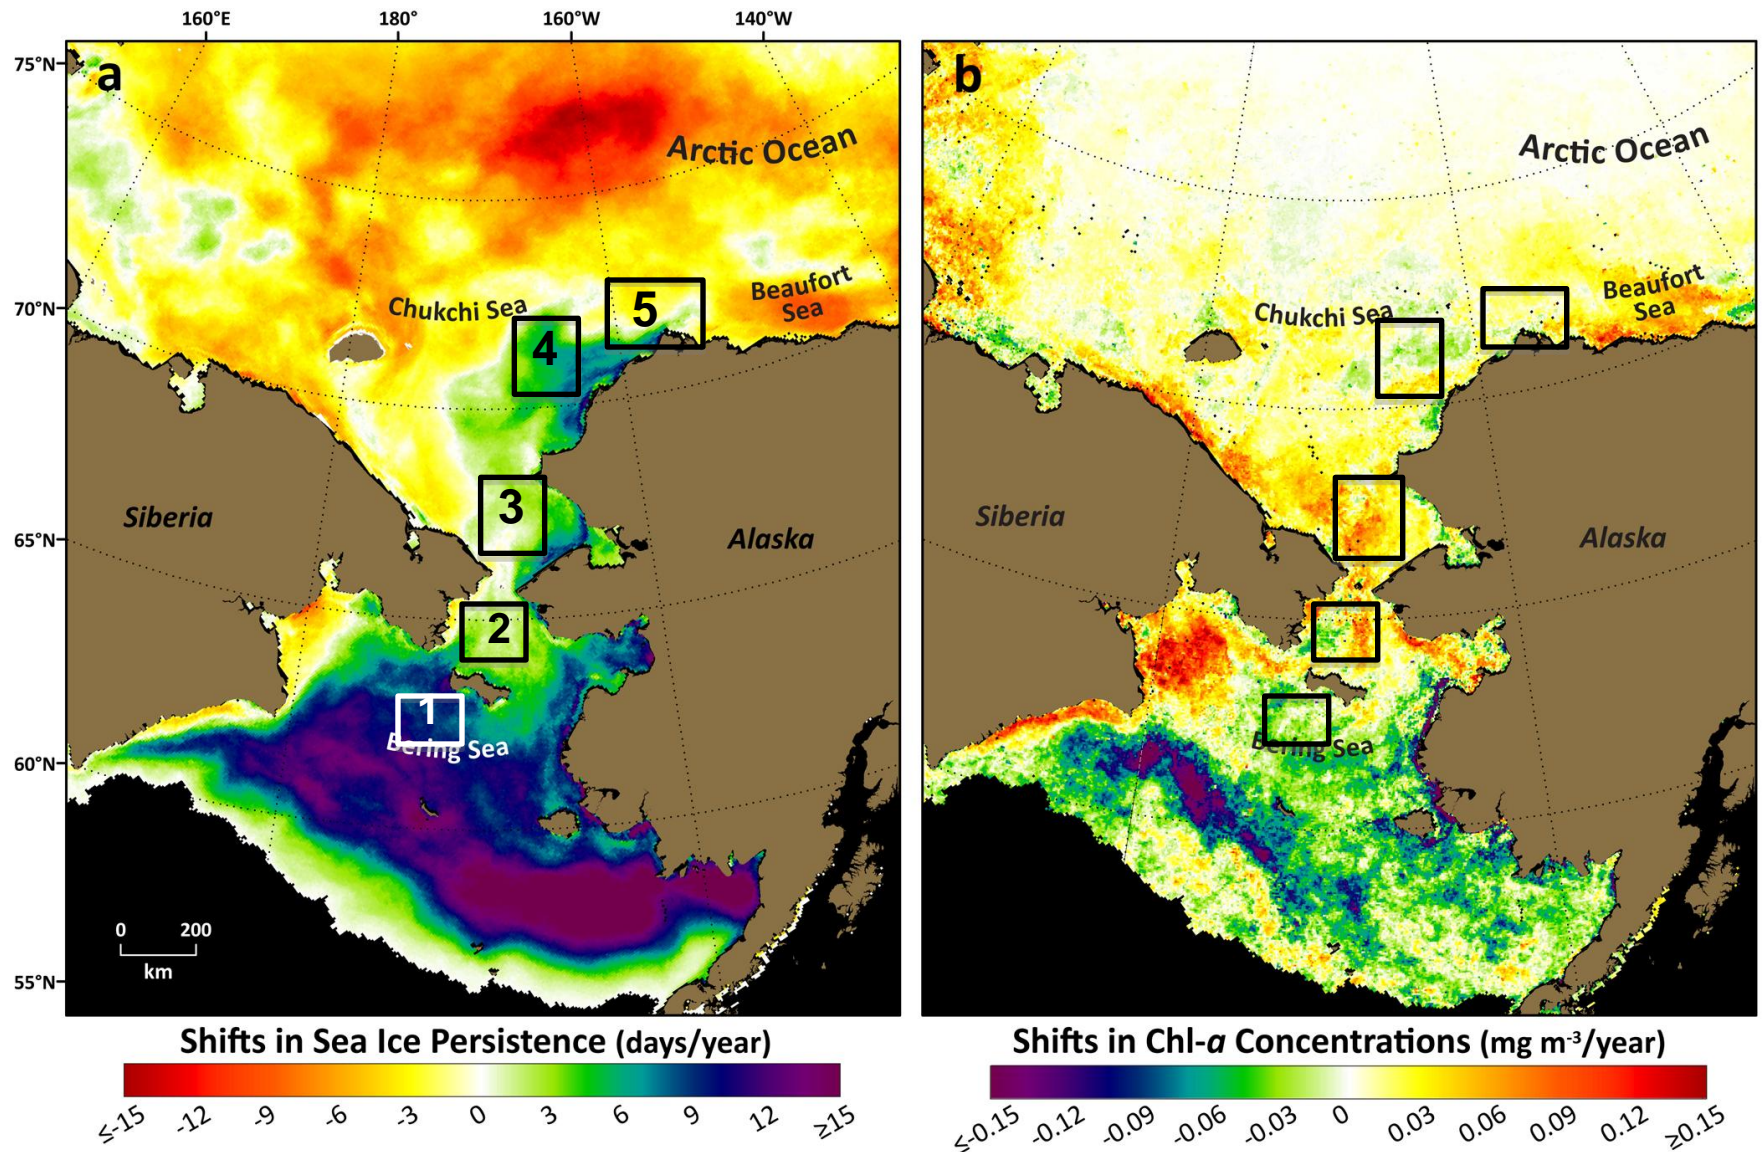 160°E 180° 160°W 140°W
75°N
70°N
65°N
60°N
55°N
a
Arctic Ocean
Chukchi Sea
Beaufort
Sea
5
4
3
Siberia
Alaska
2
1
Bering Sea
0 200
km
Shifts in Sea Ice Persistence (days/year)
≤-15 -12 -9 -6 -3 0 3 6 9 12 ≥15
b
Arctic Ocean
Chukchi Sea
Beaufort
Sea
Siberia
Alaska
Bering Sea
Shifts in Chl-a Concentrations (mg m-3/year)
≤-0.15 -0.12 -0.09 -0.06 -0.03 0 0.03 0.06 0.09 0.12 ≥0.15